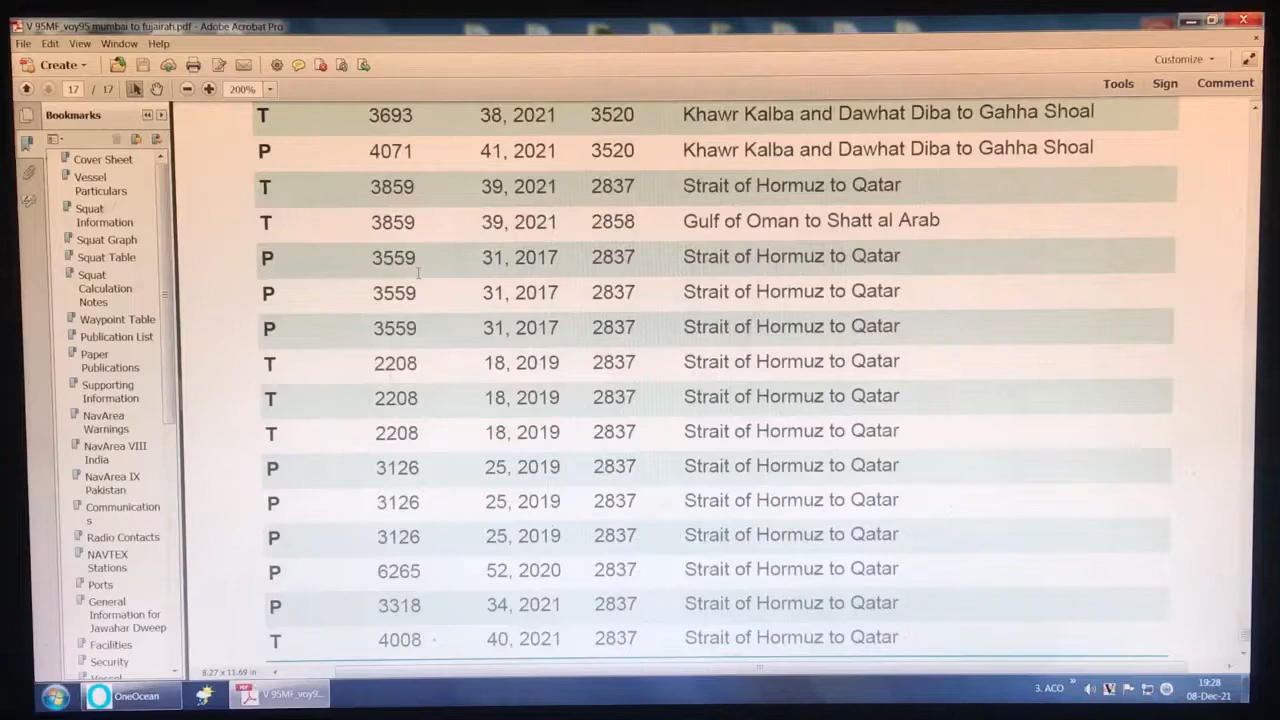 V 95MF_voy95 mumbai to fujairah.pdf - Adobe Acrobat Pro
File Edit View Window Help
Create Customize
17 / 17 200% Tools Sign Comment
Bookmarks
Cover Sheet
Vessel
Particulars
Squat
Information
Squat Graph
Squat Table
Squat
Calculation
Notes
Waypoint Table
Publication List
Paper
Publications
Supporting
Information
NavArea
Warnings
NavArea VIII
India
NavArea IX
Pakistan
Communication
s
Radio Contacts
NAVTEX
Stations
Ports
General
Information for
Jawahar Dweep
Facilities
Security
Vessel
T 3693 38, 2021 3520 Khawr Kalba and Dawhat Diba to Gahha Shoal
P 4071 41, 2021 3520 Khawr Kalba and Dawhat Diba to Gahha Shoal
T 3859 39, 2021 2837 Strait of Hormuz to Qatar
T 3859 39, 2021 2858 Gulf of Oman to Shatt al Arab
P 3559 31, 2017 2837 Strait of Hormuz to Qatar
P 3559 31, 2017 2837 Strait of Hormuz to Qatar
P 3559 31, 2017 2837 Strait of Hormuz to Qatar
T 2208 18, 2019 2837 Strait of Hormuz to Qatar
T 2208 18, 2019 2837 Strait of Hormuz to Qatar
T 2208 18, 2019 2837 Strait of Hormuz to Qatar
P 3126 25, 2019 2837 Strait of Hormuz to Qatar
P 3126 25, 2019 2837 Strait of Hormuz to Qatar
P 3126 25, 2019 2837 Strait of Hormuz to Qatar
P 6265 52, 2020 2837 Strait of Hormuz to Qatar
P 3318 34, 2021 2837 Strait of Hormuz to Qatar
T 4008 40, 2021 2837 Strait of Hormuz to Qatar
8.27 x 11.69 in
OneOcean
PDF
V 95MF_voy9...
3. ACO
19:28
08-Dec-21